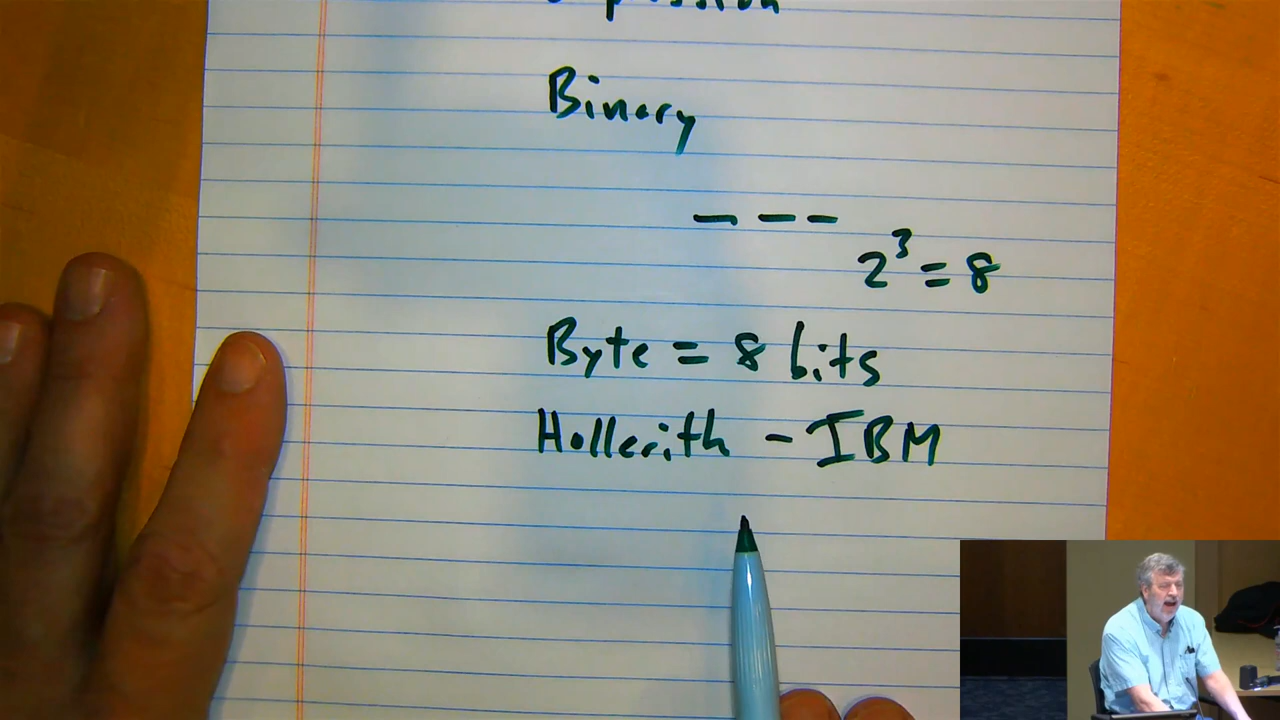 Binary
_ _ _
2³ = 8
Byte = 8 bits
Hollerith - IBM